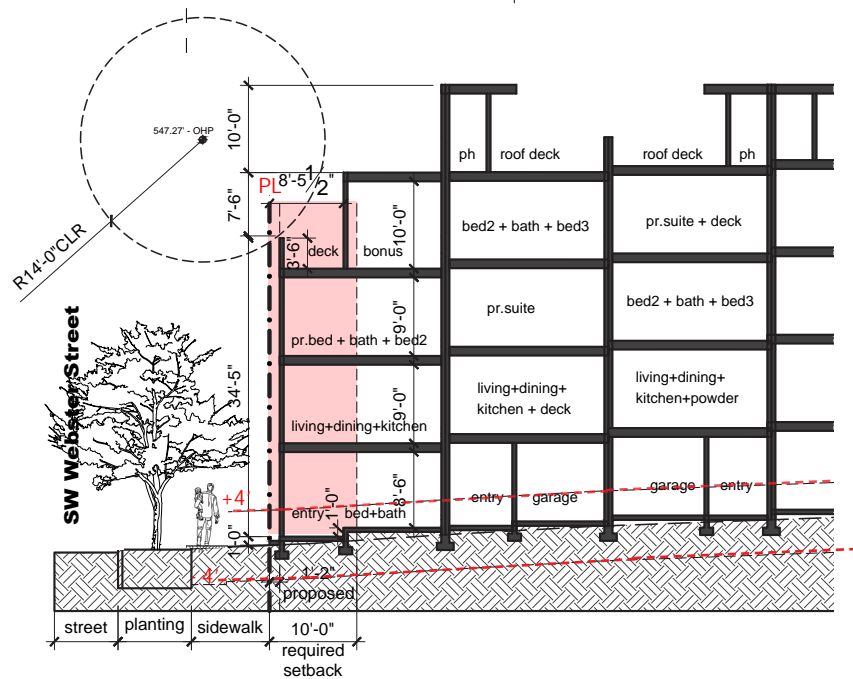 547.27' - OHP
R14'-0"CLR
10'-0"
7'-6"
34'-5"
1'-0"
PL
8'-5 1/2"
3'-6"
deck
bonus
10'-0"
ph
roof deck
roof deck
ph
bed2 + bath + bed3
pr.suite + deck
pr.suite
bed2 + bath + bed3
pr.bed + bath + bed2
9'-0"
living+dining+
kitchen + deck
living+dining+
kitchen+powder
living+dining+kitchen
9'-0"
SW Webster Street
+4'
entry
bed+bath
1'-0"
8'-6"
entry
garage
garage
entry
4'
1'-2"
proposed
street
planting
sidewalk
10'-0"
required
setback